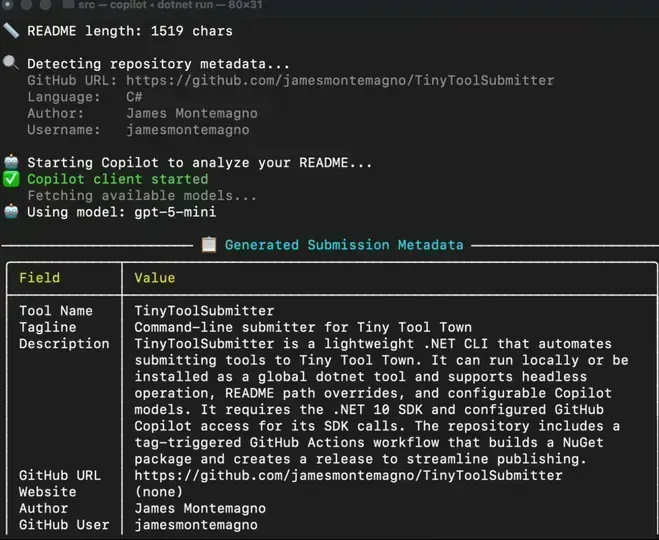 src — copilot ◂ dotnet run — 80×31
README length: 1519 chars
Detecting repository metadata...
GitHub URL: https://github.com/jamesmontemagno/TinyToolSubmitter
Language: C#
Author: James Montemagno
Username: jamesmontemagno
Starting Copilot to analyze your README...
Copilot client started
Fetching available models...
Using model: gpt-5-mini
Generated Submission Metadata
Field Value
Tool Name TinyToolSubmitter
Tagline Command-line submitter for Tiny Tool Town
Description TinyToolSubmitter is a lightweight .NET CLI that automates
submitting tools to Tiny Tool Town. It can run locally or be
installed as a global dotnet tool and supports headless
operation, README path overrides, and configurable Copilot
models. It requires the .NET 10 SDK and configured GitHub
Copilot access for its SDK calls. The repository includes a
tag-triggered GitHub Actions workflow that builds a NuGet
package and creates a release to streamline publishing.
GitHub URL https://github.com/jamesmontemagno/TinyToolSubmitter
Website (none)
Author James Montemagno
GitHub User jamesmontemagno